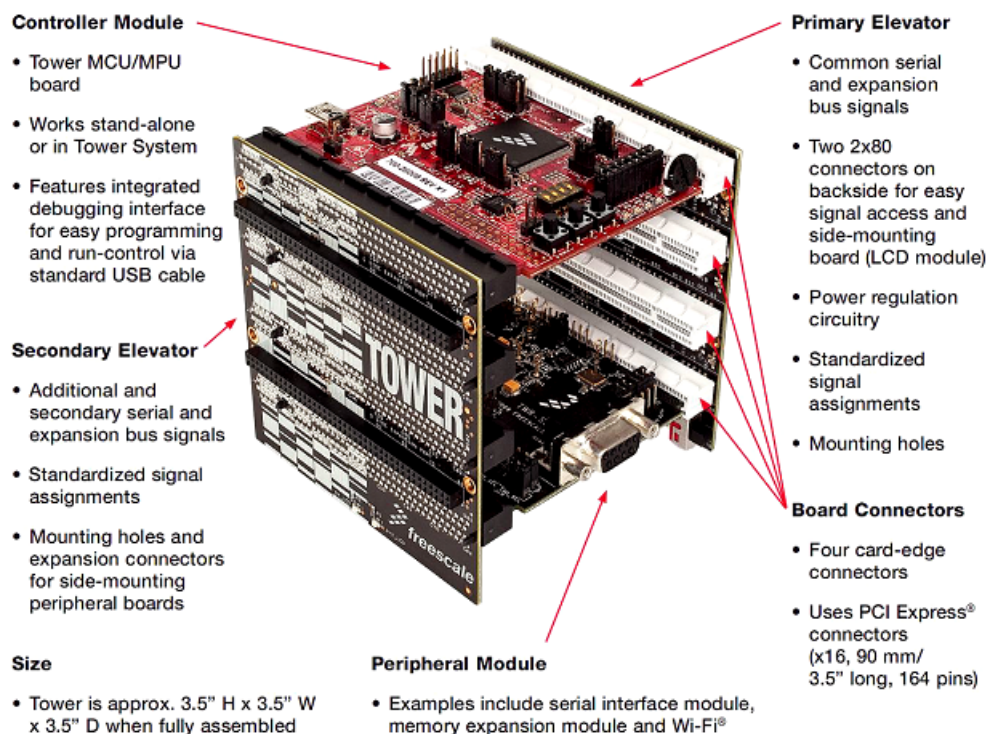 Controller Module
• Tower MCU/MPU
board
• Works stand-alone
or in Tower System
• Features integrated
debugging interface
for easy programming
and run-control via
standard USB cable
Secondary Elevator
• Additional and
secondary serial and
expansion bus signals
• Standardized signal
assignments
• Mounting holes and
expansion connectors
for side-mounting
peripheral boards
Size
• Tower is approx. 3.5” H x 3.5” W
x 3.5” D when fully assembled
TOWER
freescale
Peripheral Module
• Examples include serial interface module,
memory expansion module and Wi-Fi®
Primary Elevator
• Common serial
and expansion
bus signals
• Two 2x80
connectors on
backside for easy
signal access and
side-mounting
board (LCD module)
• Power regulation
circuitry
• Standardized
signal
assignments
• Mounting holes
Board Connectors
• Four card-edge
connectors
• Uses PCI Express®
connectors
(x16, 90 mm/
3.5” long, 164 pins)